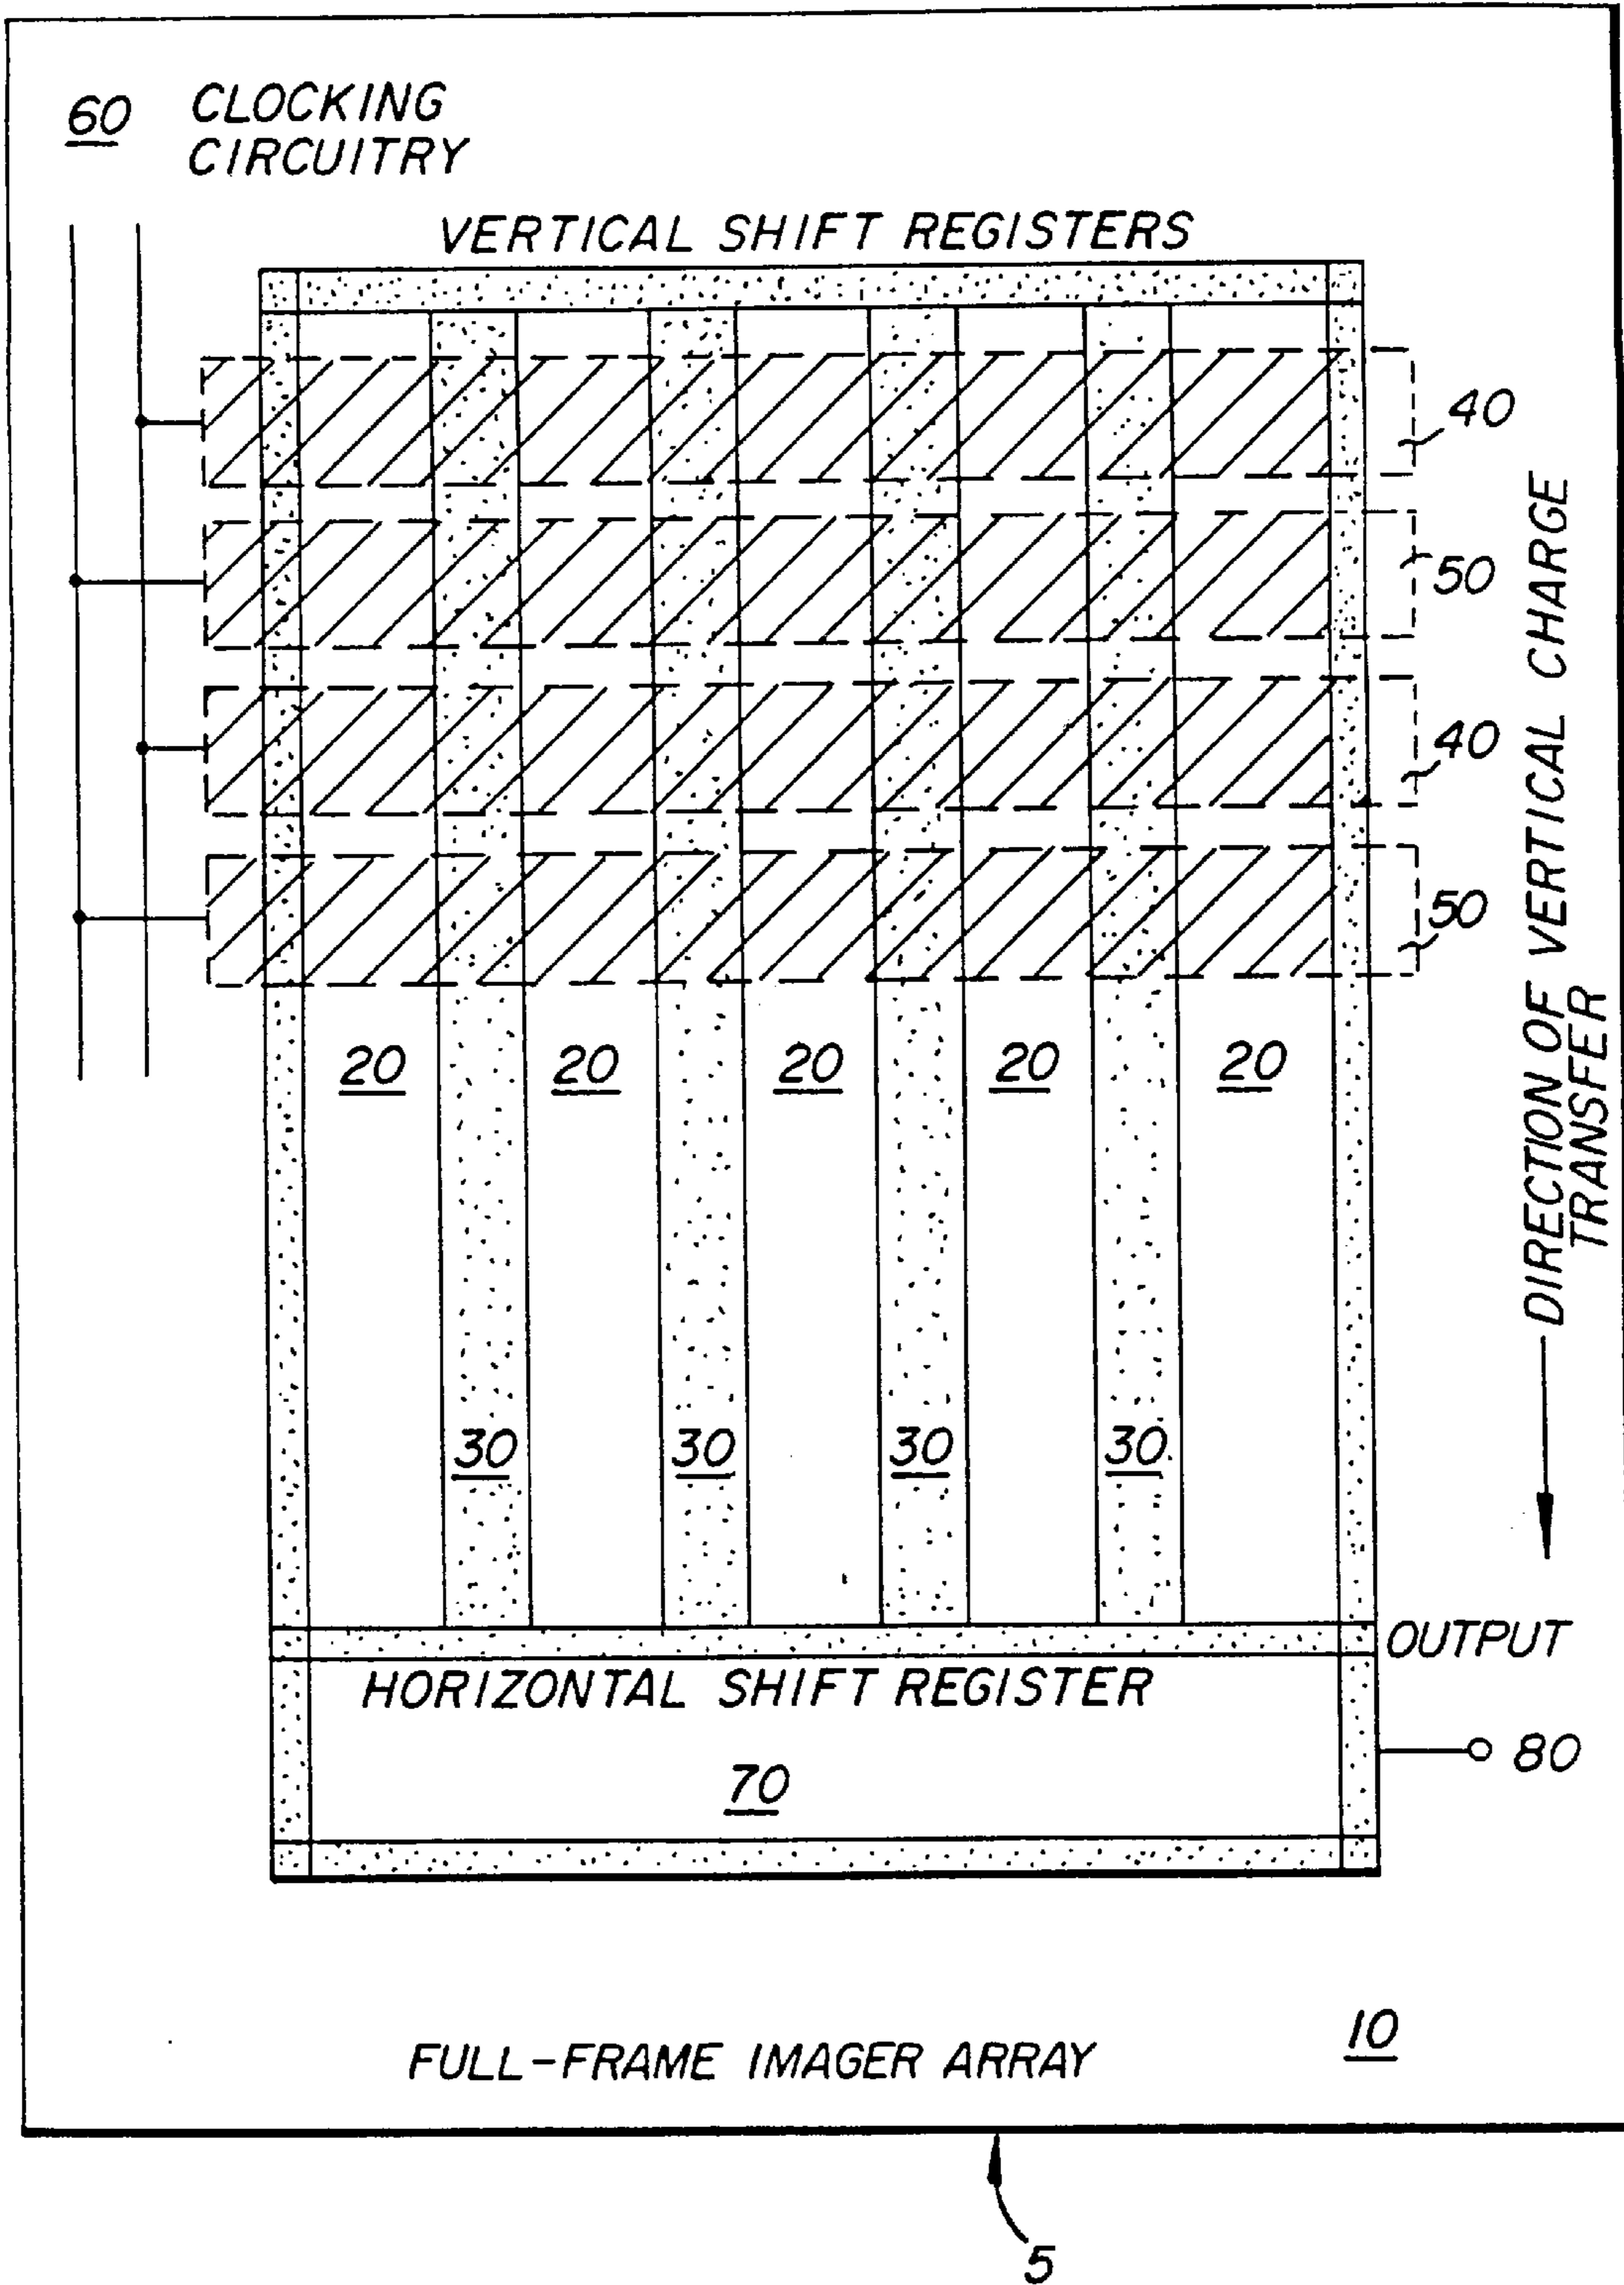 60 CLOCKING
CIRCUITRY
VERTICAL SHIFT REGISTERS
40
50
40
50
DIRECTION OF VERTICAL CHARGE
TRANSFER
20 20 20 20 20
30 30 30 30
OUTPUT
HORIZONTAL SHIFT REGISTER
80
70
10
FULL-FRAME IMAGER ARRAY
5